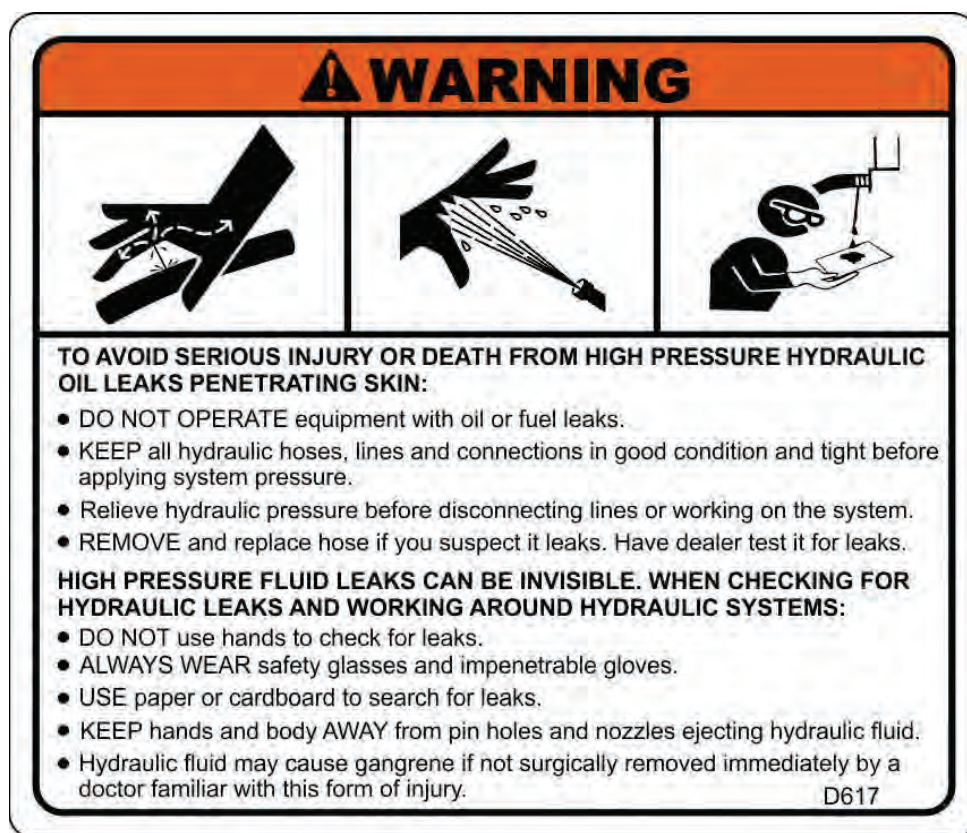 WARNING
TO AVOID SERIOUS INJURY OR DEATH FROM HIGH PRESSURE HYDRAULIC
OIL LEAKS PENETRATING SKIN:
• DO NOT OPERATE equipment with oil or fuel leaks.
• KEEP all hydraulic hoses, lines and connections in good condition and tight before
applying system pressure.
• Relieve hydraulic pressure before disconnecting lines or working on the system.
• REMOVE and replace hose if you suspect it leaks. Have dealer test it for leaks.
HIGH PRESSURE FLUID LEAKS CAN BE INVISIBLE. WHEN CHECKING FOR
HYDRAULIC LEAKS AND WORKING AROUND HYDRAULIC SYSTEMS:
• DO NOT use hands to check for leaks.
• ALWAYS WEAR safety glasses and impenetrable gloves.
• USE paper or cardboard to search for leaks.
• KEEP hands and body AWAY from pin holes and nozzles ejecting hydraulic fluid.
• Hydraulic fluid may cause gangrene if not surgically removed immediately by a
doctor familiar with this form of injury.
D617